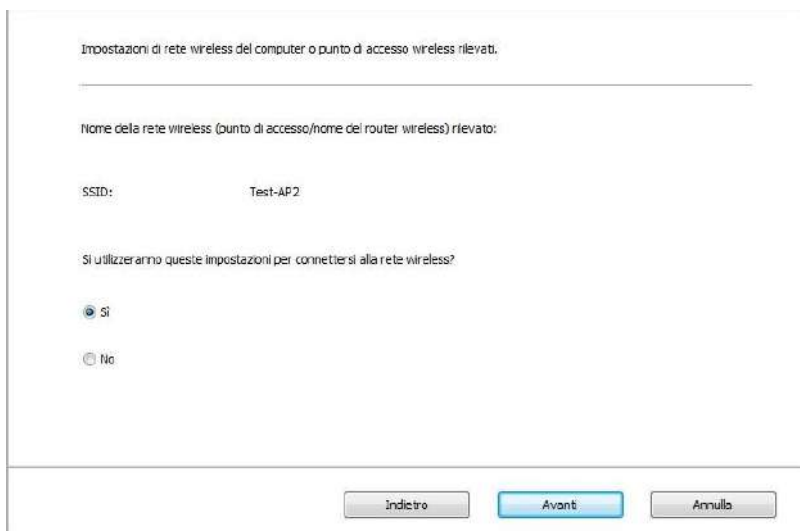 Impostazioni di rete wireless del computer o punto di accesso wireless rilevati.
Nome della rete wireless (punto di accesso/nome del router wireless) rilevato:
SSID: Test-AP2
Si utilizzeranno queste impostazioni per connettersi alla rete wireless?
Sì
No
Indietro Avanti Annulla